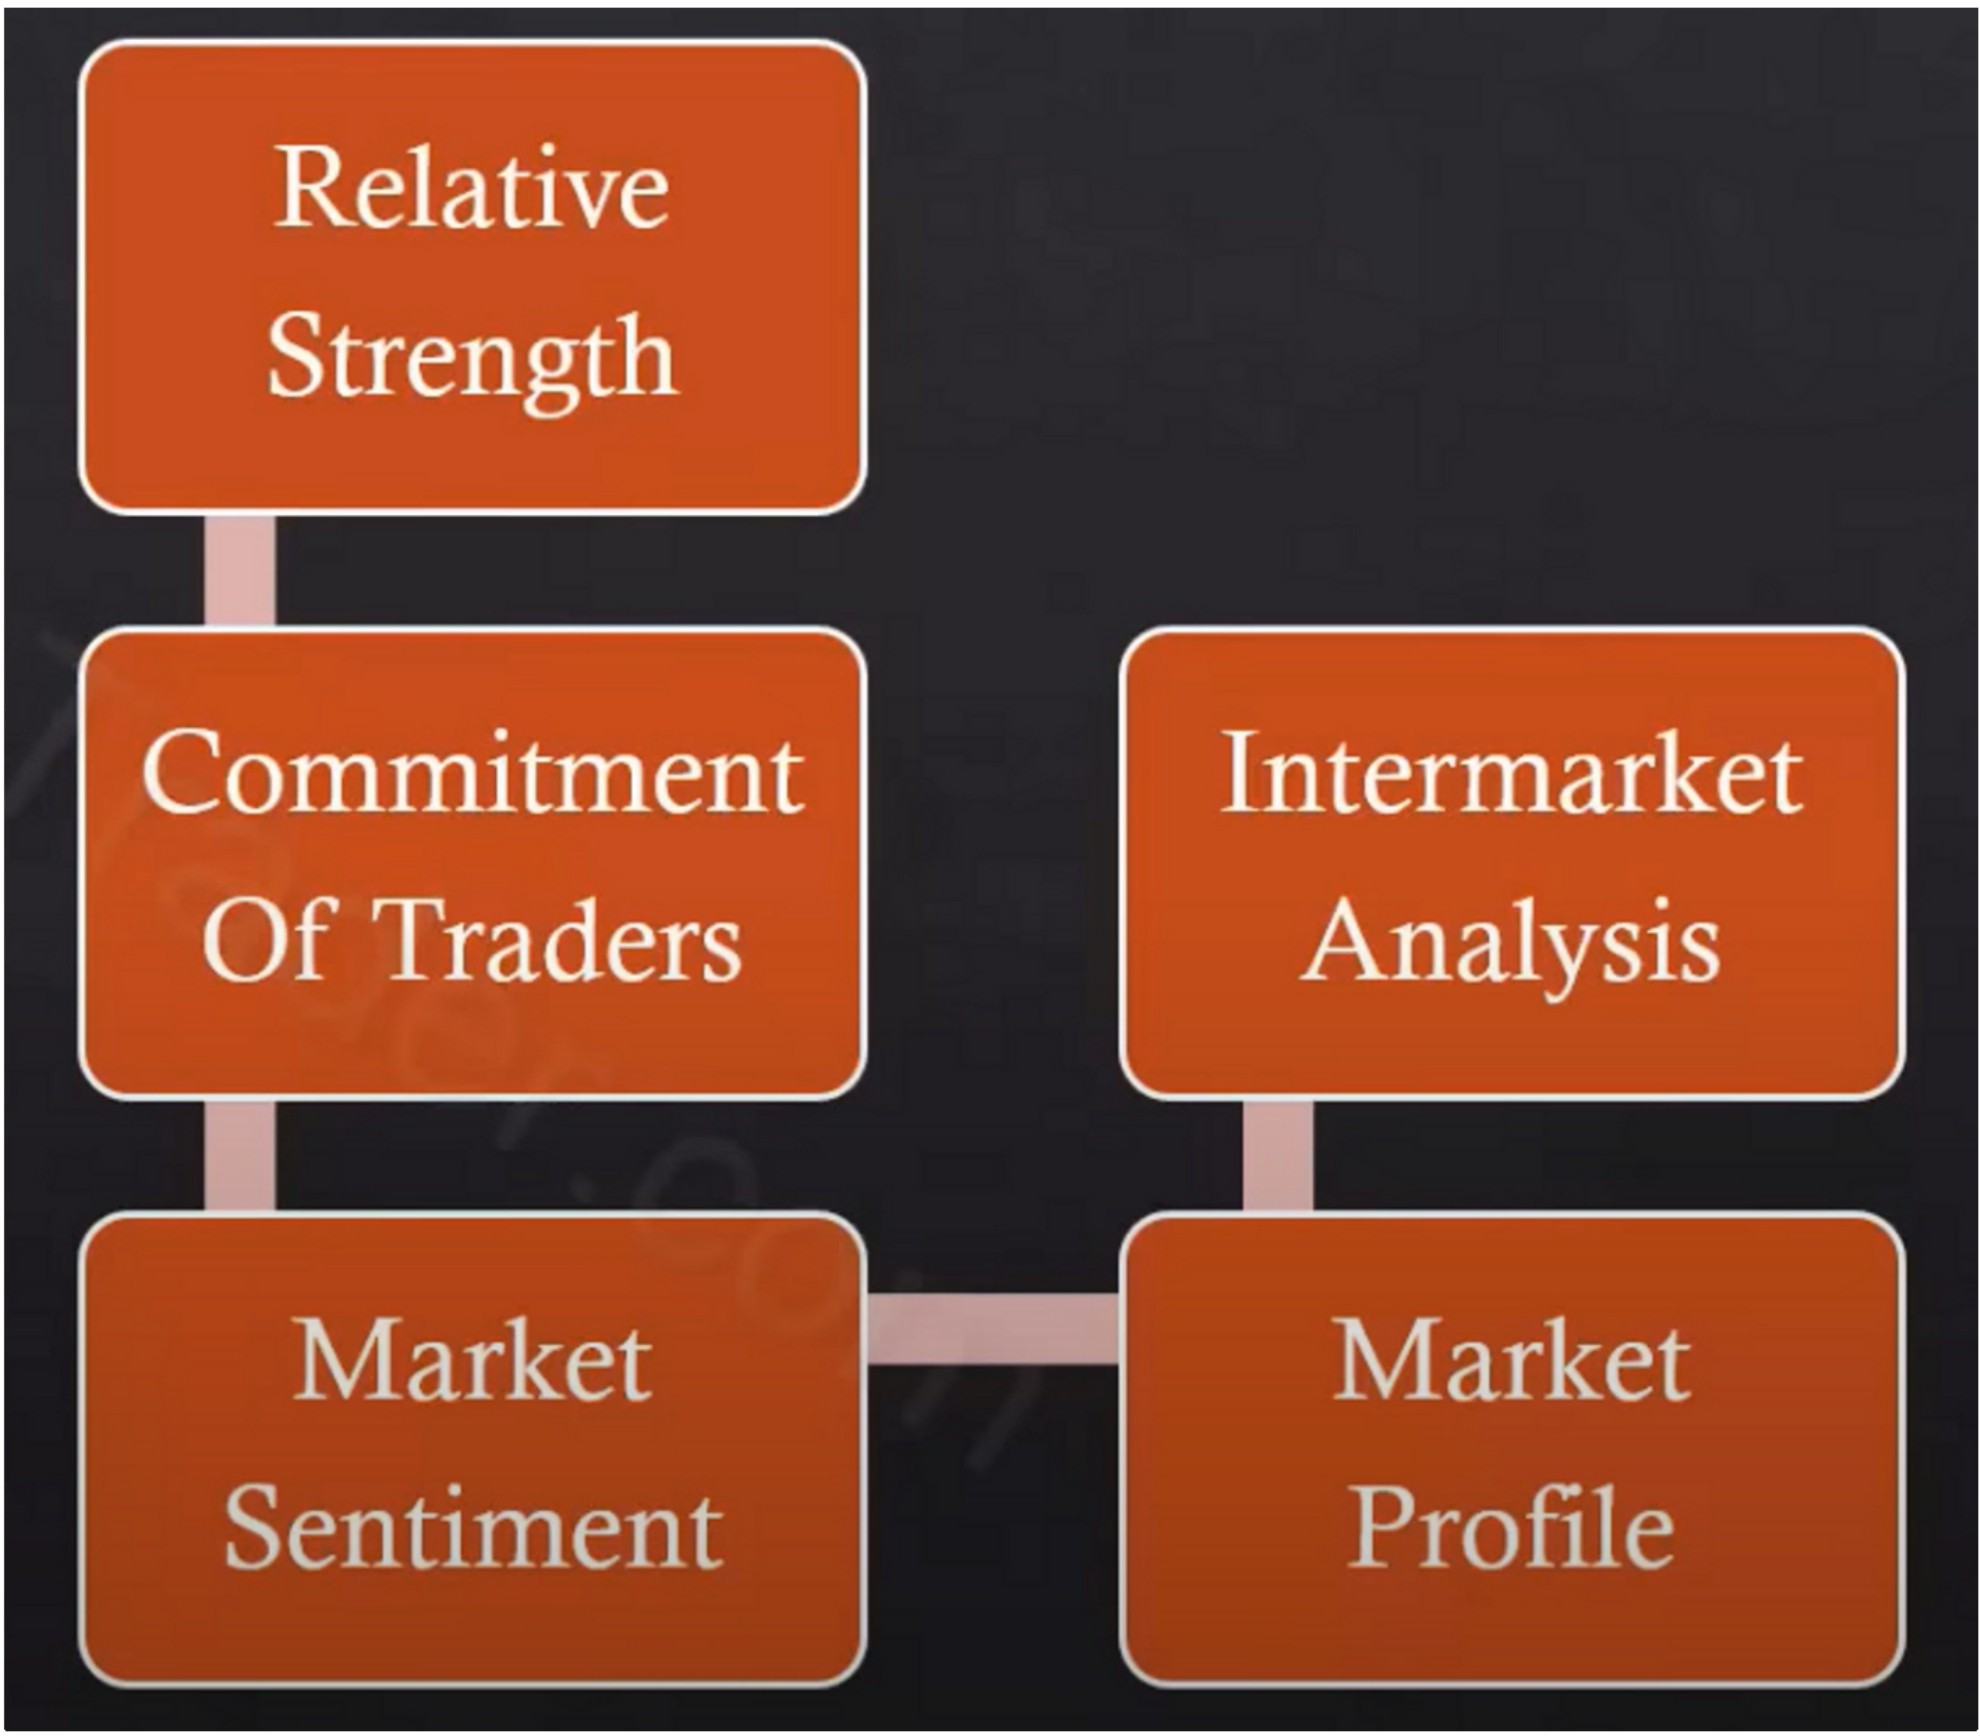 Relative
Strength
Commitment
Of Traders
Market
Sentiment
Market
Profile
Intermarket
Analysis